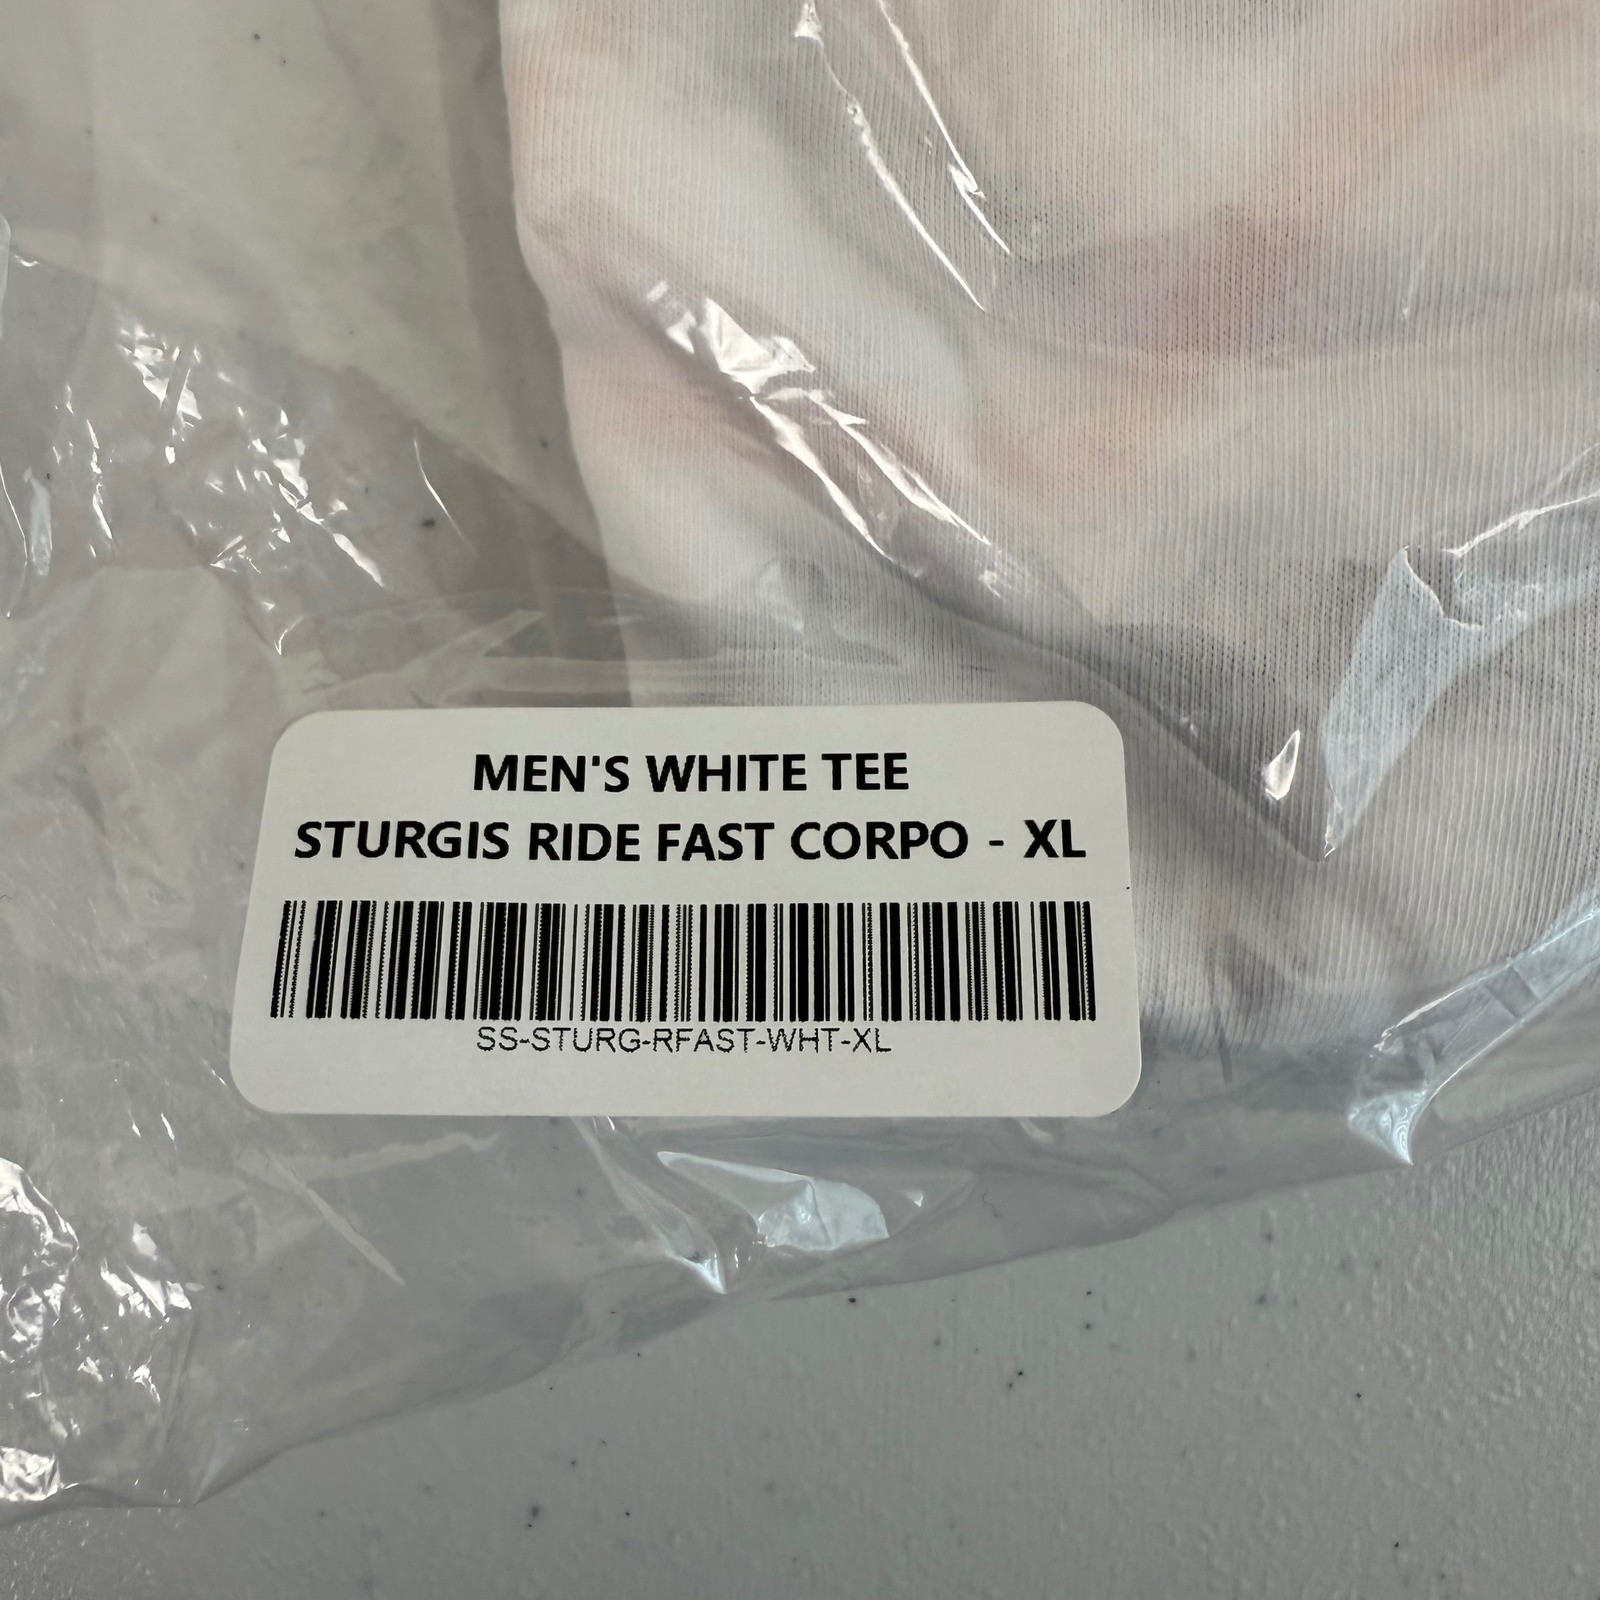 MEN'S WHITE TEE
STURGIS RIDE FAST CORPO - XL
SS-STURG-RFAST-WHT-XL